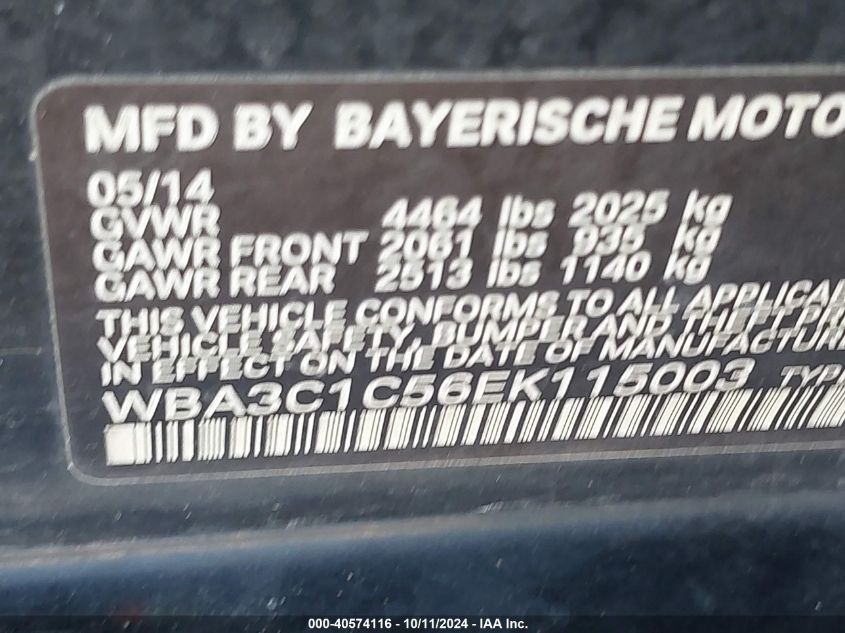 MFD BY BAYERISCHE MOTO
05/14
GVWR 4464 lbs 2025 kg
GAWR FRONT 2061 lbs 935 kg
GAWR REAR 2513 lbs 1140 kg
THIS VEHICLE CONFORMS TO ALL APPLICA
VEHICLE SAFETY, BUMPER AND THEFT PR
IN EFFECT ON THE DATE OF MANUFACTUR
WBA3C1C56EK115003 TYP
000-40574116 - 10/11/2024 - IAA Inc.